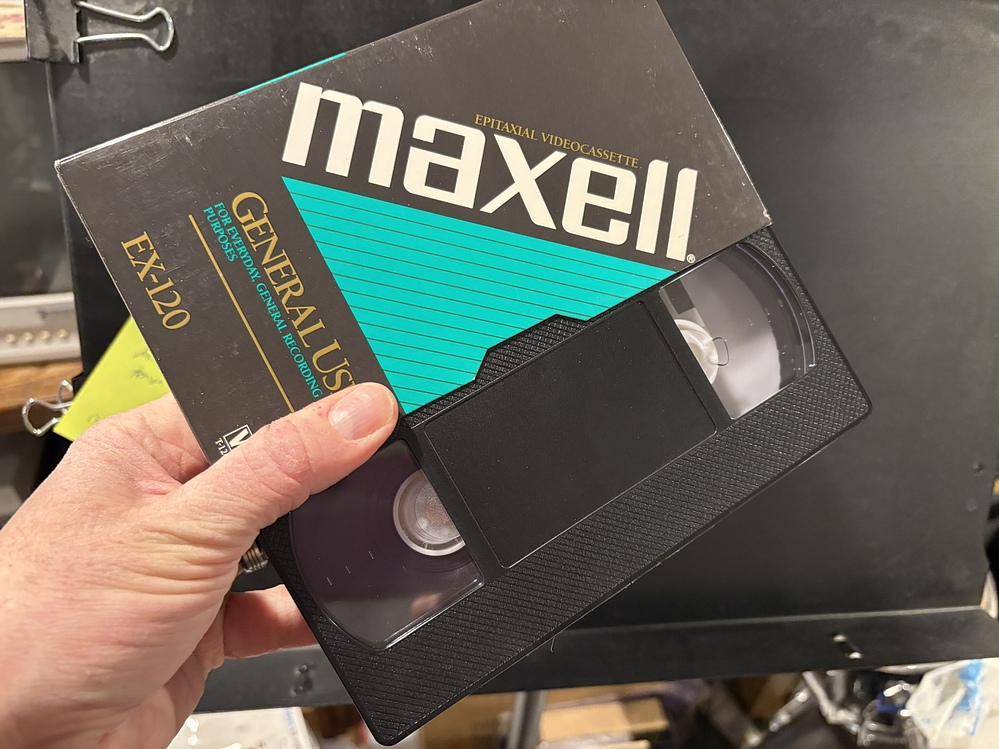 EPITAXIAL VIDEOCASSETTE
maxell®
GENERAL US
FOR EVERYDAY, GENERAL RECORDING
PURPOSES
EX-120